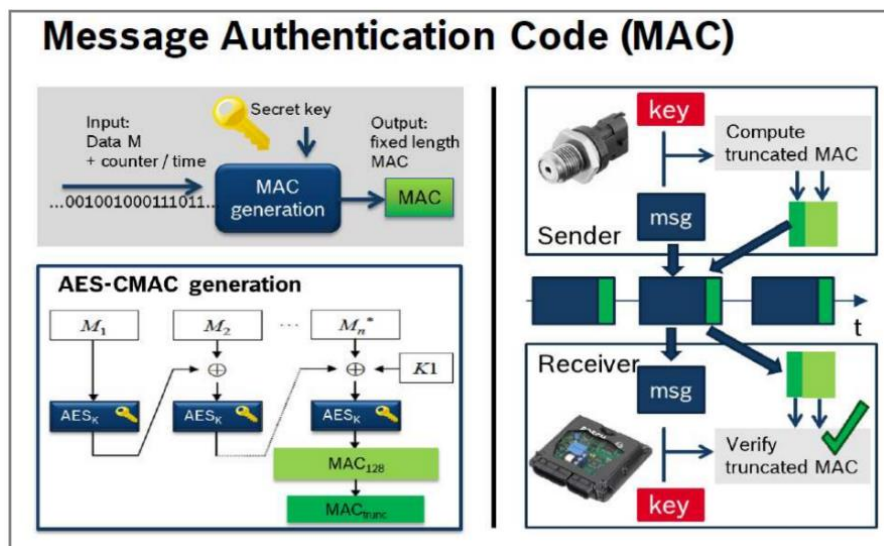 Message Authentication Code (MAC)
Input:
Data M
+ counter / time
...001001000111011..
Secret key
MAC
generation
Output:
fixed length
MAC
MAC
AES-CMAC generation
M₁
M₂
...
Mₙ*
K1
AESₖ
AESₖ
AESₖ
MAC₁₂₈
MACtrunc
key
Compute
truncated MAC
msg
Sender
t
Receiver
msg
Verify
truncated MAC
key